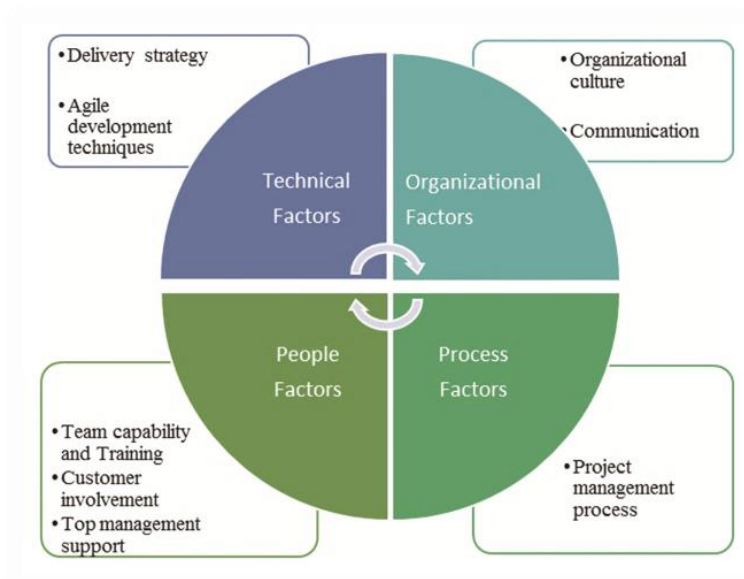 • Delivery strategy
• Agile
development
techniques
• Organizational
culture
• Communication
Technical
Factors
Organizational
Factors
People
Factors
Process
Factors
• Team capability
and Training
• Customer
involvement
• Top management
support
• Project
management
process